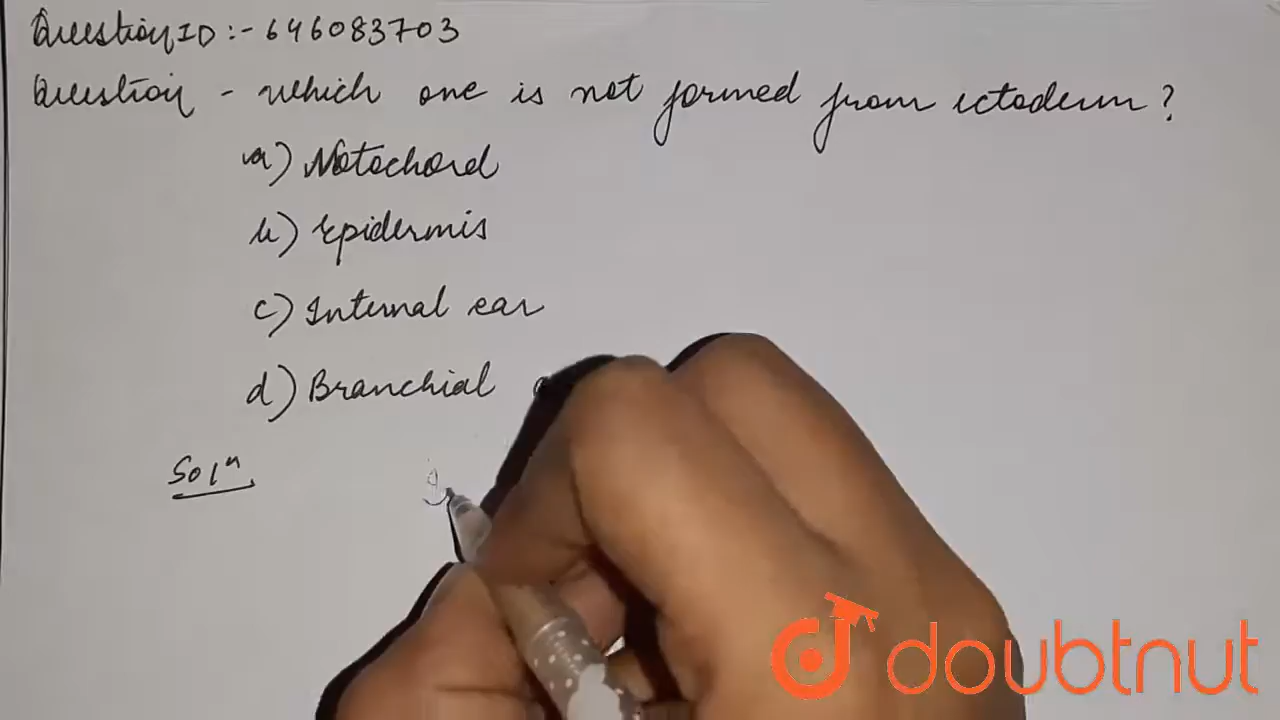 Question ID :- 646083703
Question - which one is not formed from ectoderm ?
a) Notochord
b) Epidermis
c) Internal ear
d) Branchial
Solⁿ
doubtnut